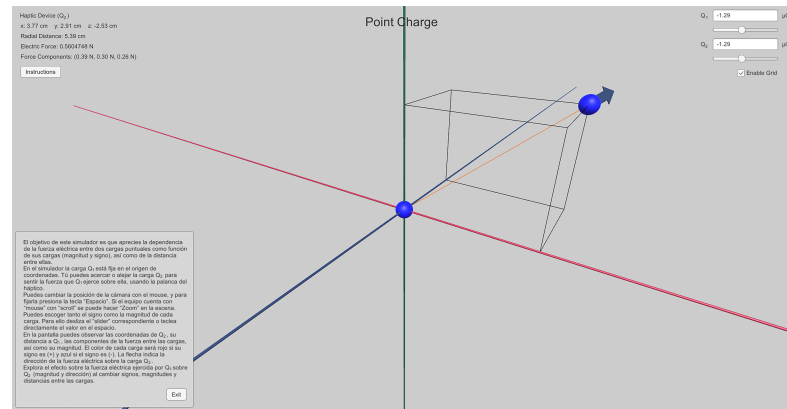 Haptic Device (Q₂)
x: 3.77 cm y: 2.91 cm z: -2.53 cm
Radial Distance: 5.39 cm
Electric Force: 0.5604748 N
Force Components: (0.39 N, 0.30 N, 0.26 N)
Instructions
Point Charge
Q₁ -1.29 μC
Q₂ -1.29 μC
Enable Grid
El objetivo de este simulador es que aprecies la dependencia
de la fuerza eléctrica entre dos cargas puntuales como función
de sus cargas (magnitud y signo), así como de la distancia
entre ellas.
En el simulador la carga Q₁ está fija en el origen de
coordenadas. Tú puedes acercar o alejar la carga Q₂ para
sentir la fuerza que Q₁ ejerce sobre ella, usando la palanca del
háptico.
Puedes cambiar la posición de la cámara con el mouse, y para
fijarla presiona la tecla "Espacio". Si el equipo cuenta con
"mouse" con "scroll" se puede hacer "Zoom" en la escena.
Puedes escoger tanto el signo como la magnitud de cada
carga. Para ello desliza el "slider" correspondiente o teclea
directamente el valor en el espacio.
En la pantalla puedes observar las coordenadas de Q₂, su
distancia a Q₁, las componentes de la fuerza entre las cargas,
así como su magnitud. El color de cada carga será rojo si su
signo es (+) y azul si el signo es (-). La flecha indica la
dirección de la fuerza eléctrica sobre la carga Q₂.
Explora el efecto sobre la fuerza eléctrica ejercida por Q₁ sobre
Q₂ (magnitud y dirección) al cambiar signos, magnitudes y
distancias entre las cargas.
Exit